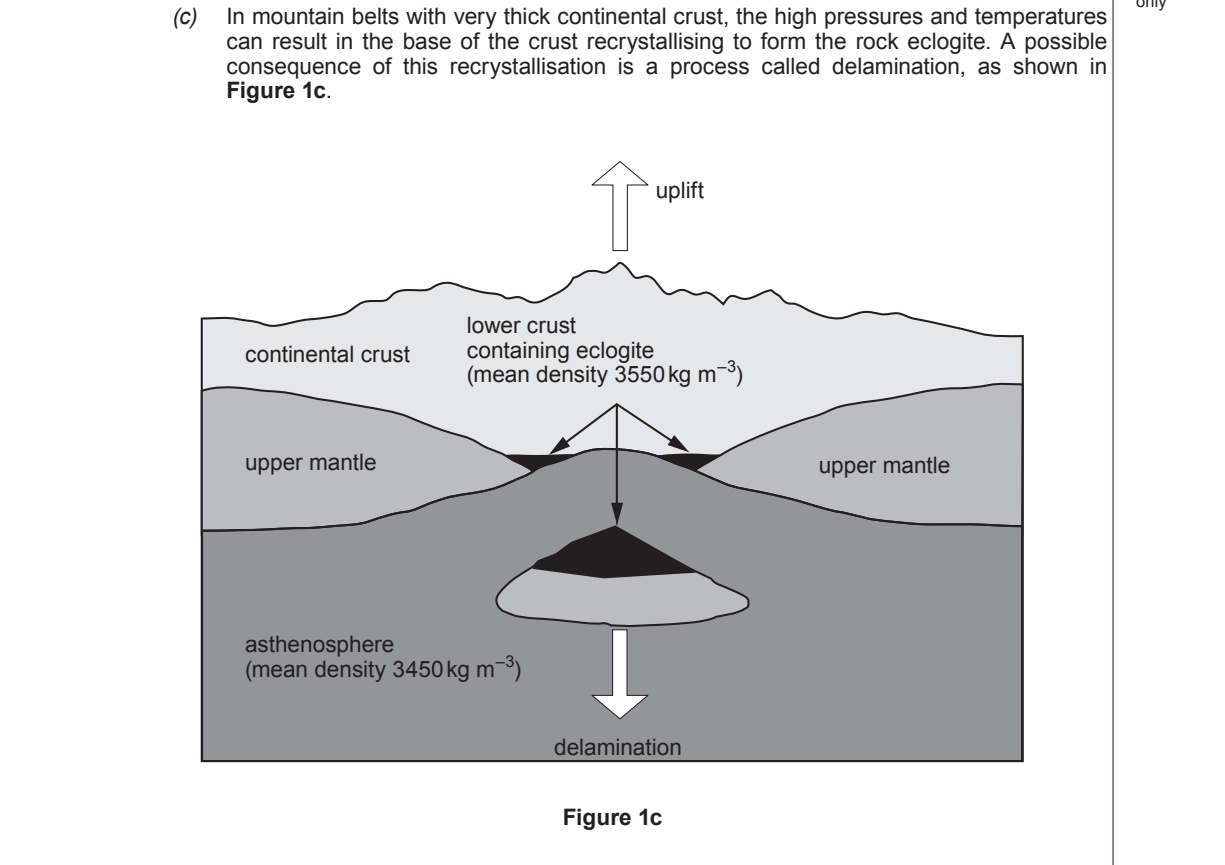 only
(c) In mountain belts with very thick continental crust, the high pressures and temperatures
can result in the base of the crust recrystallising to form the rock eclogite. A possible
consequence of this recrystallisation is a process called delamination, as shown in
Figure 1c.
uplift
lower crust
containing eclogite
(mean density 3550 kg m⁻³)
continental crust
upper mantle
upper mantle
asthenosphere
(mean density 3450 kg m⁻³)
delamination
Figure 1c